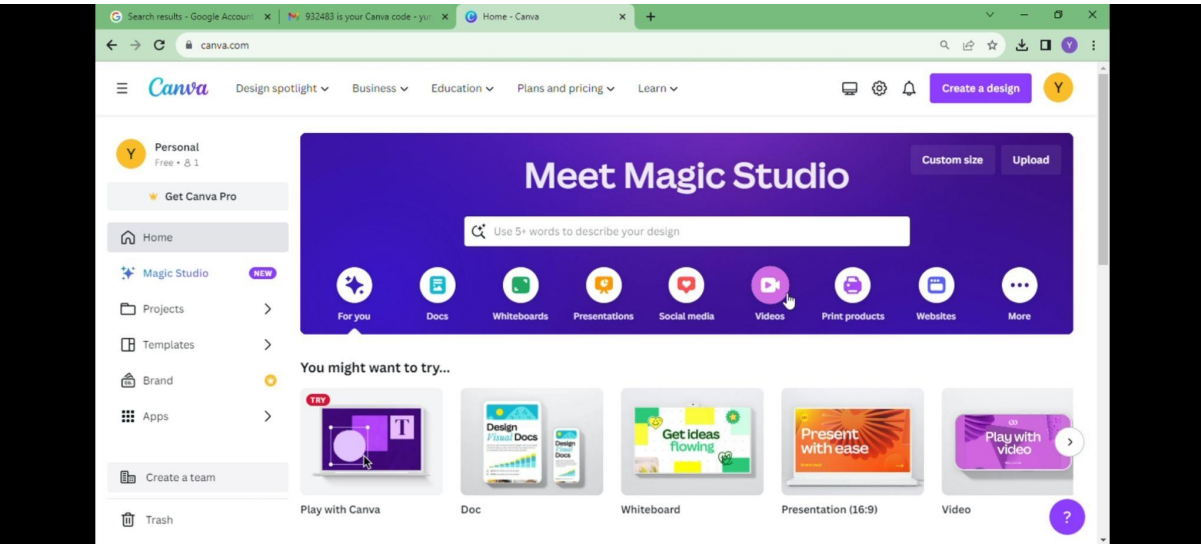 Search results - Google Account
932483 is your Canva code - yur
Home - Canva
canva.com
Y
Canva
Design spotlight
Business
Education
Plans and pricing
Learn
Create a design
Y
Y
Personal
Free • 1
Get Canva Pro
Home
Magic Studio
NEW
Projects
Templates
Brand
Apps
Create a team
Trash
Meet Magic Studio
Custom size
Upload
Use 5+ words to describe your design
For you
Docs
Whiteboards
Presentations
Social media
Videos
Print products
Websites
More
You might want to try...
TRY
T
Design
Visual Docs
Design
Visual
Docs
Get ideas
flowing
Present
with ease
Play with
video
Play with Canva
Doc
Whiteboard
Presentation (16:9)
Video
?